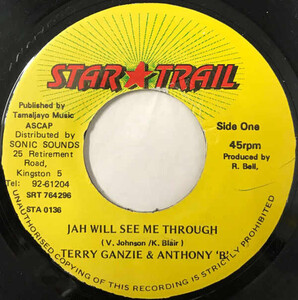 STAR TRAIL
Published by
Tamaljayo Music
ASCAP
Distributed by
SONIC SOUNDS
25 Retirement
Road,
Kingston 5
Tel: 92-61204
SRT 764296
STA 0136
Side One
45rpm
Produced by
R. Bell,
JAH WILL SEE ME THROUGH
( V. Johnson /K. Blair )
TERRY GANZIE & ANTHONY 'B'
UNAUTHORISED COPYING OF THIS RECORDING IS STRICTLY PROHIBITED